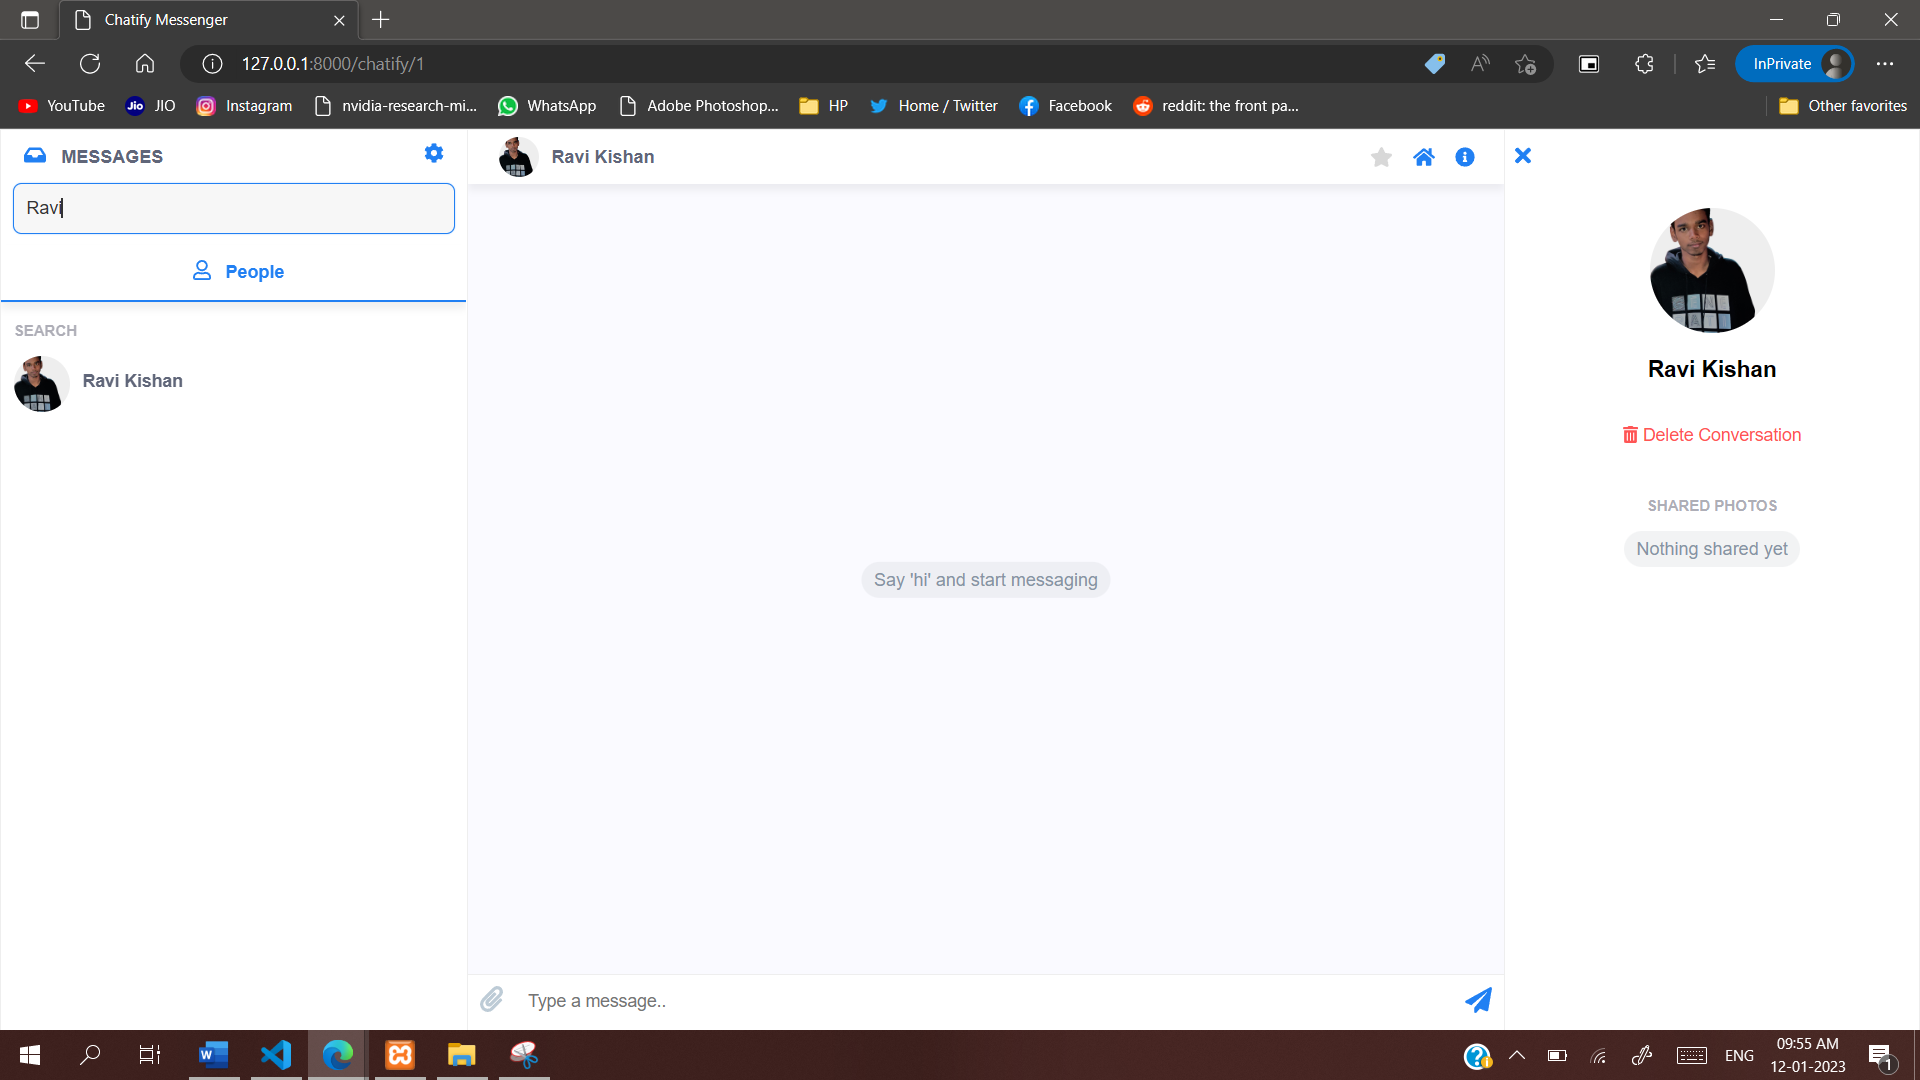 Chatify Messenger
127.0.0.1:8000/chatify/1
InPrivate
YouTube
JIO
Instagram
nvidia-research-mi...
WhatsApp
Adobe Photoshop...
HP
Home / Twitter
Facebook
reddit: the front pa...
Other favorites
MESSAGES
Ravi
People
SEARCH
Ravi Kishan
Ravi Kishan
Say 'hi' and start messaging
Type a message..
Ravi Kishan
Delete Conversation
SHARED PHOTOS
Nothing shared yet
ENG
09:55 AM
12-01-2023
1